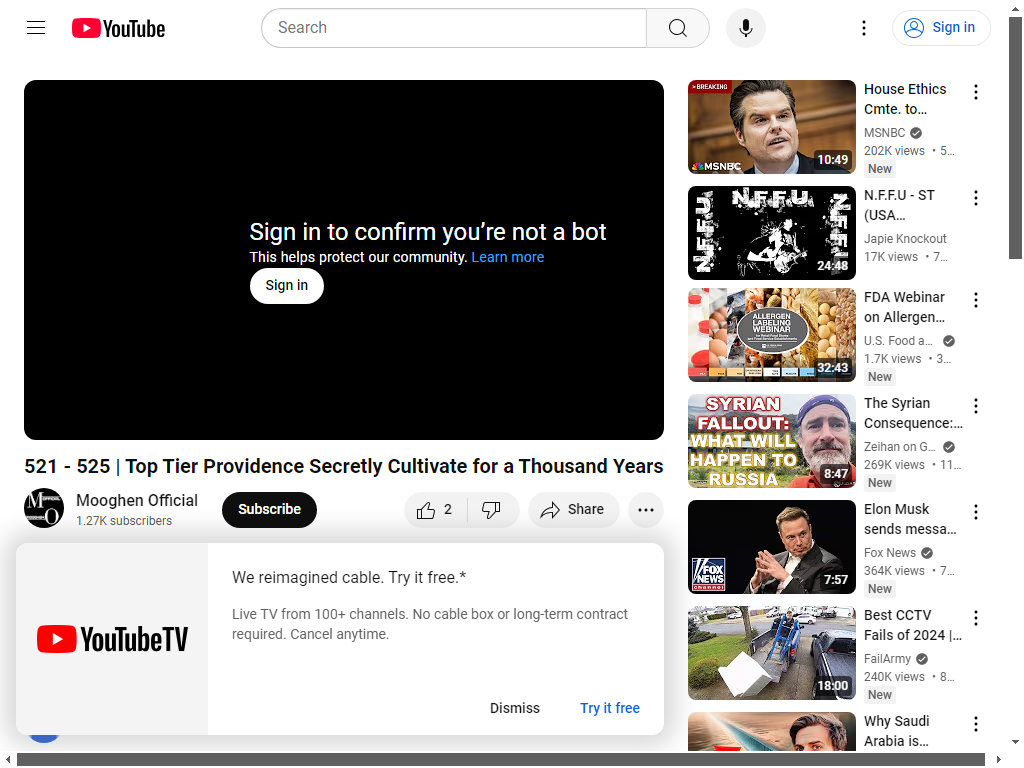 YouTube
Search
Sign in
Sign in to confirm you’re not a bot
This helps protect our community. Learn more
Sign in
521 - 525 | Top Tier Providence Secretly Cultivate for a Thousand Years
Mooghen Official
1.27K subscribers
Subscribe
2
Share
We reimagined cable. Try it free.*
Live TV from 100+ channels. No cable box or long-term contract
required. Cancel anytime.
YouTubeTV
Dismiss
Try it free
>BREAKING
MSNBC
10:49
House Ethics
Cmte. to…
MSNBC
202K views • 5…
New
N.F.F.U.
N.F.F.U
N.F.F.U
24:48
N.F.F.U - ST
(USA…
Japie Knockout
17K views • 7…
ALLERGEN
LABELING
WEBINAR
32:43
FDA Webinar
on Allergen…
U.S. Food a…
1.7K views • 3…
New
SYRIAN
FALLOUT:
WHAT WILL
HAPPEN TO
RUSSIA
8:47
The Syrian
Consequence:…
Zeihan on G…
269K views • 11…
New
FOX
NEWS
channel
7:57
Elon Musk
sends messa…
Fox News
364K views • 7…
New
18:00
Best CCTV
Fails of 2024 |…
FailArmy
240K views • 8…
New
Why Saudi
Arabia is…